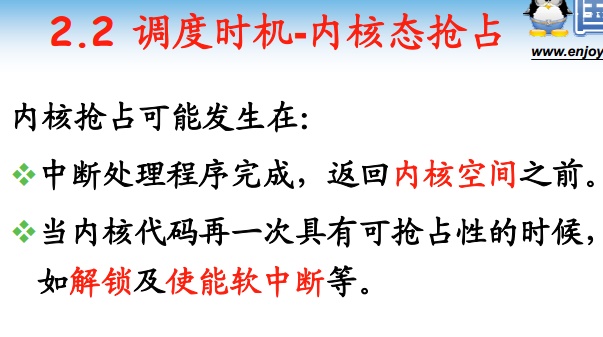 2.2 调度时机-内核态抢占
国
www.enjoy
内核抢占可能发生在:
中断处理程序完成，返回内核空间之前。
当内核代码再一次具有可抢占性的时候，
如解锁及使能软中断等。